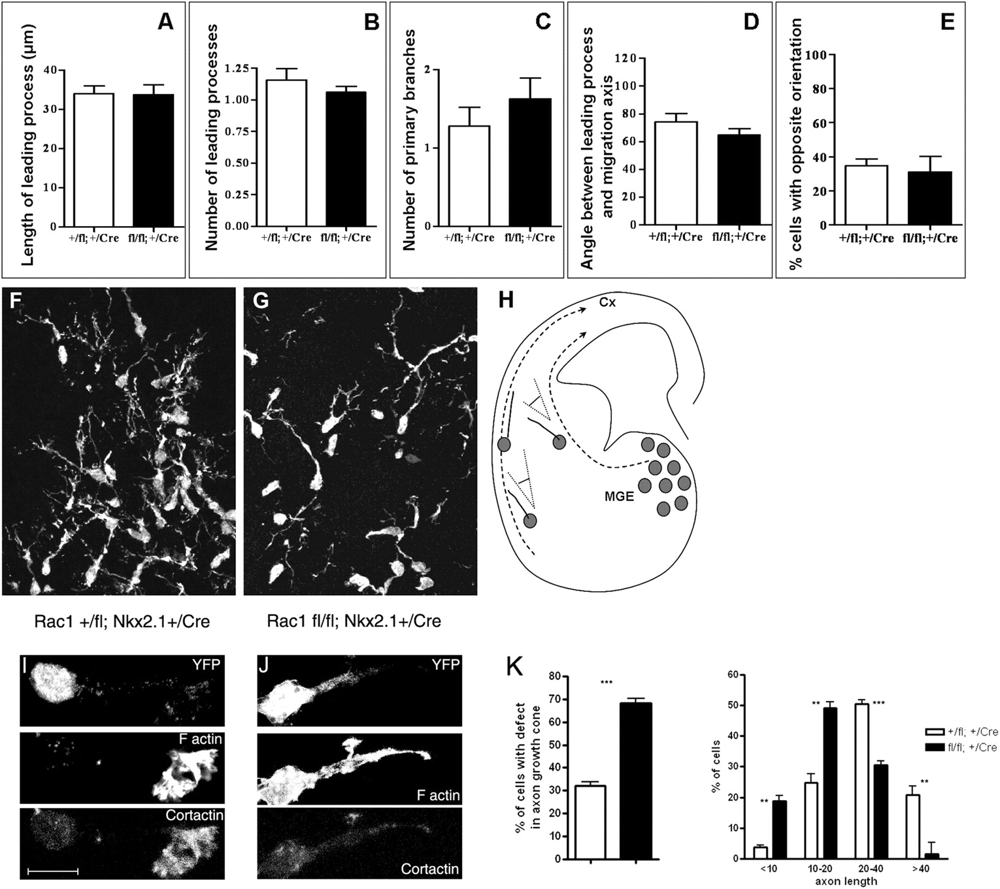 A
Length of leading process (µm)
40
30
20
10
0
+/fl; +/Cre fl/fl; +/Cre
B
Number of leading processes
1.25
1.00
0.75
0.50
0.25
0.00
+/fl; +/Cre fl/fl; +/Cre
C
Number of primary branches
2
1
0
+/fl; +/Cre fl/fl; +/Cre
D
Angle between leading process
and migration axis
120
100
80
60
40
20
0
+/fl; +/Cre fl/fl; +/Cre
E
% cells with opposite orientation
100
80
60
40
20
0
+/fl; +/Cre fl/fl; +/Cre
F
G
H
Cx
MGE
Rac1 +/fl; Nkx2.1+/Cre
Rac1 fl/fl; Nkx2.1+/Cre
I
YFP
F actin
Cortactin
J
YFP
F actin
Cortactin
K
% of cells with defect
in axon growth cone
80
70
60
50
40
30
20
10
0
***
% of cells
60
50
40
30
20
10
0
**
**
***
**
<10 10-20 20-40 >40
axon length
+/fl; +/Cre
fl/fl; +/Cre